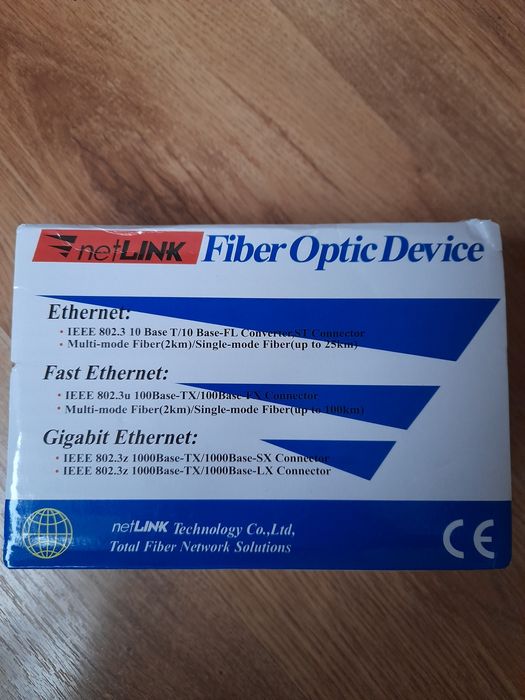 netLINK Fiber Optic Device
Ethernet:
• IEEE 802.3 10 Base T/10 Base-FL Converter,ST Connector
• Multi-mode Fiber(2km)/Single-mode Fiber(up to 25km)
Fast Ethernet:
• IEEE 802.3u 100Base-TX/100Base-FX Connector
• Multi-mode Fiber(2km)/Single-mode Fiber(up to 100km)
Gigabit Ethernet:
• IEEE 802.3z 1000Base-TX/1000Base-SX Connector
• IEEE 802.3z 1000Base-TX/1000Base-LX Connector
netLINK Technology Co.,Ltd,
Total Fiber Network Solutions
CE